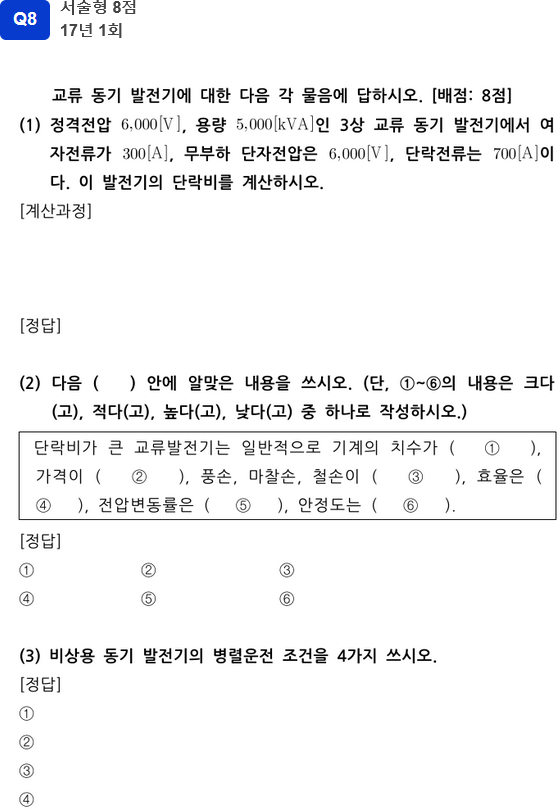 Q8
서술형 8점
17년 1회
교류 동기 발전기에 대한 다음 각 물음에 답하시오. [배점: 8점]
(1) 정격전압 6,000[V], 용량 5,000[kVA]인 3상 교류 동기 발전기에서 여
자전류가 300[A], 무부하 단자전압은 6,000[V], 단락전류는 700[A]이
다. 이 발전기의 단락비를 계산하시오.
[계산과정]
[정답]
(2) 다음 ( ) 안에 알맞은 내용을 쓰시오. (단, ①~⑥의 내용은 크다
(고), 적다(고), 높다(고), 낮다(고) 중 하나로 작성하시오.)
단락비가 큰 교류발전기는 일반적으로 기계의 치수가 ( ① ),
가격이 ( ② ), 풍손, 마찰손, 철손이 ( ③ ), 효율은 (
④ ), 전압변동률은 ( ⑤ ), 안정도는 ( ⑥ ).
[정답]
① ② ③
④ ⑤ ⑥
(3) 비상용 동기 발전기의 병렬운전 조건을 4가지 쓰시오.
[정답]
①
②
③
④